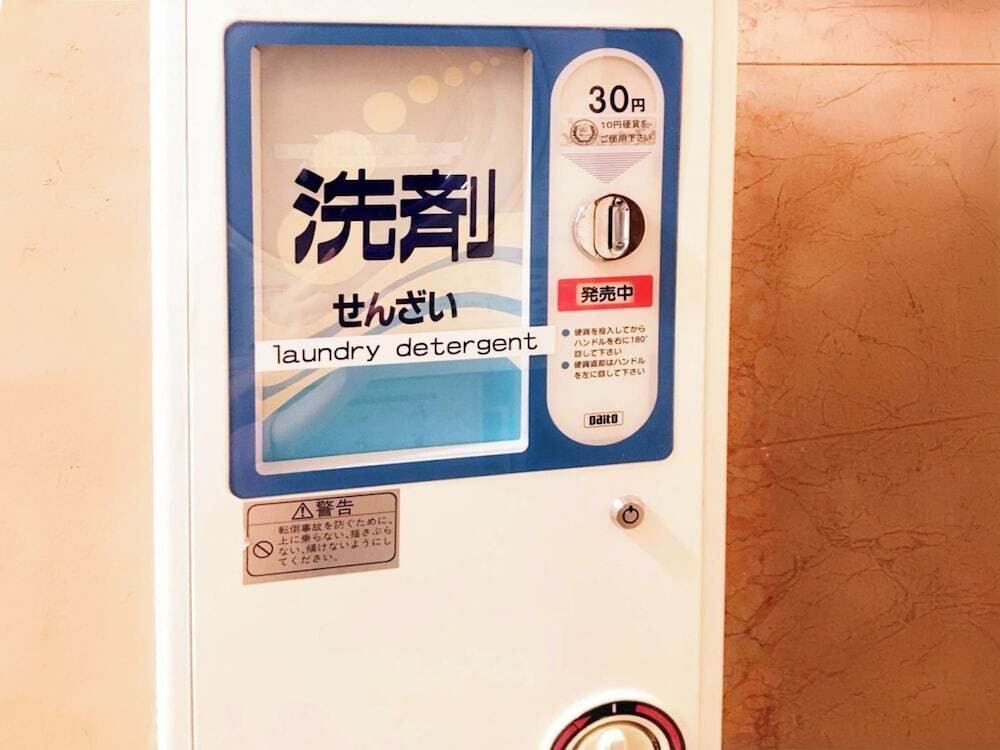 洗剤
せんざい
laundry detergent
30円
10円硬貨を
ご使用下さい
発売中
● 硬貨を投入してから
ハンドルを右に180°
回して下さい
● 硬貨返却はハンドル
を左に回して下さい
Daito
⚠警告
転倒事故を防ぐために、
上に乗らない、揺さぶら
ない、傾けないようにし
てください。